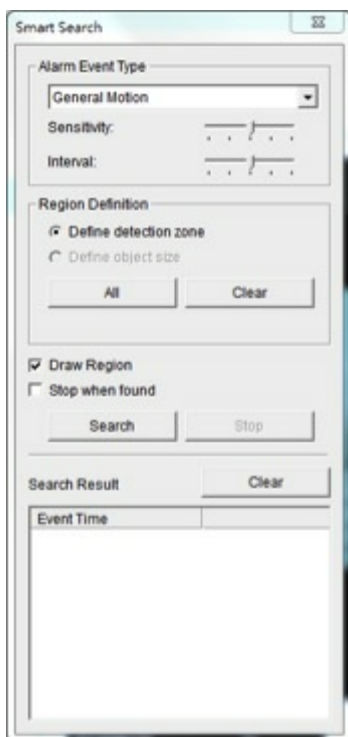 Smart Search
Alarm Event Type
General Motion
Sensitivity:
Interval:
Region Definition
Define detection zone
Define object size
All Clear
Draw Region
Stop when found
Search Stop
Search Result Clear
Event Time